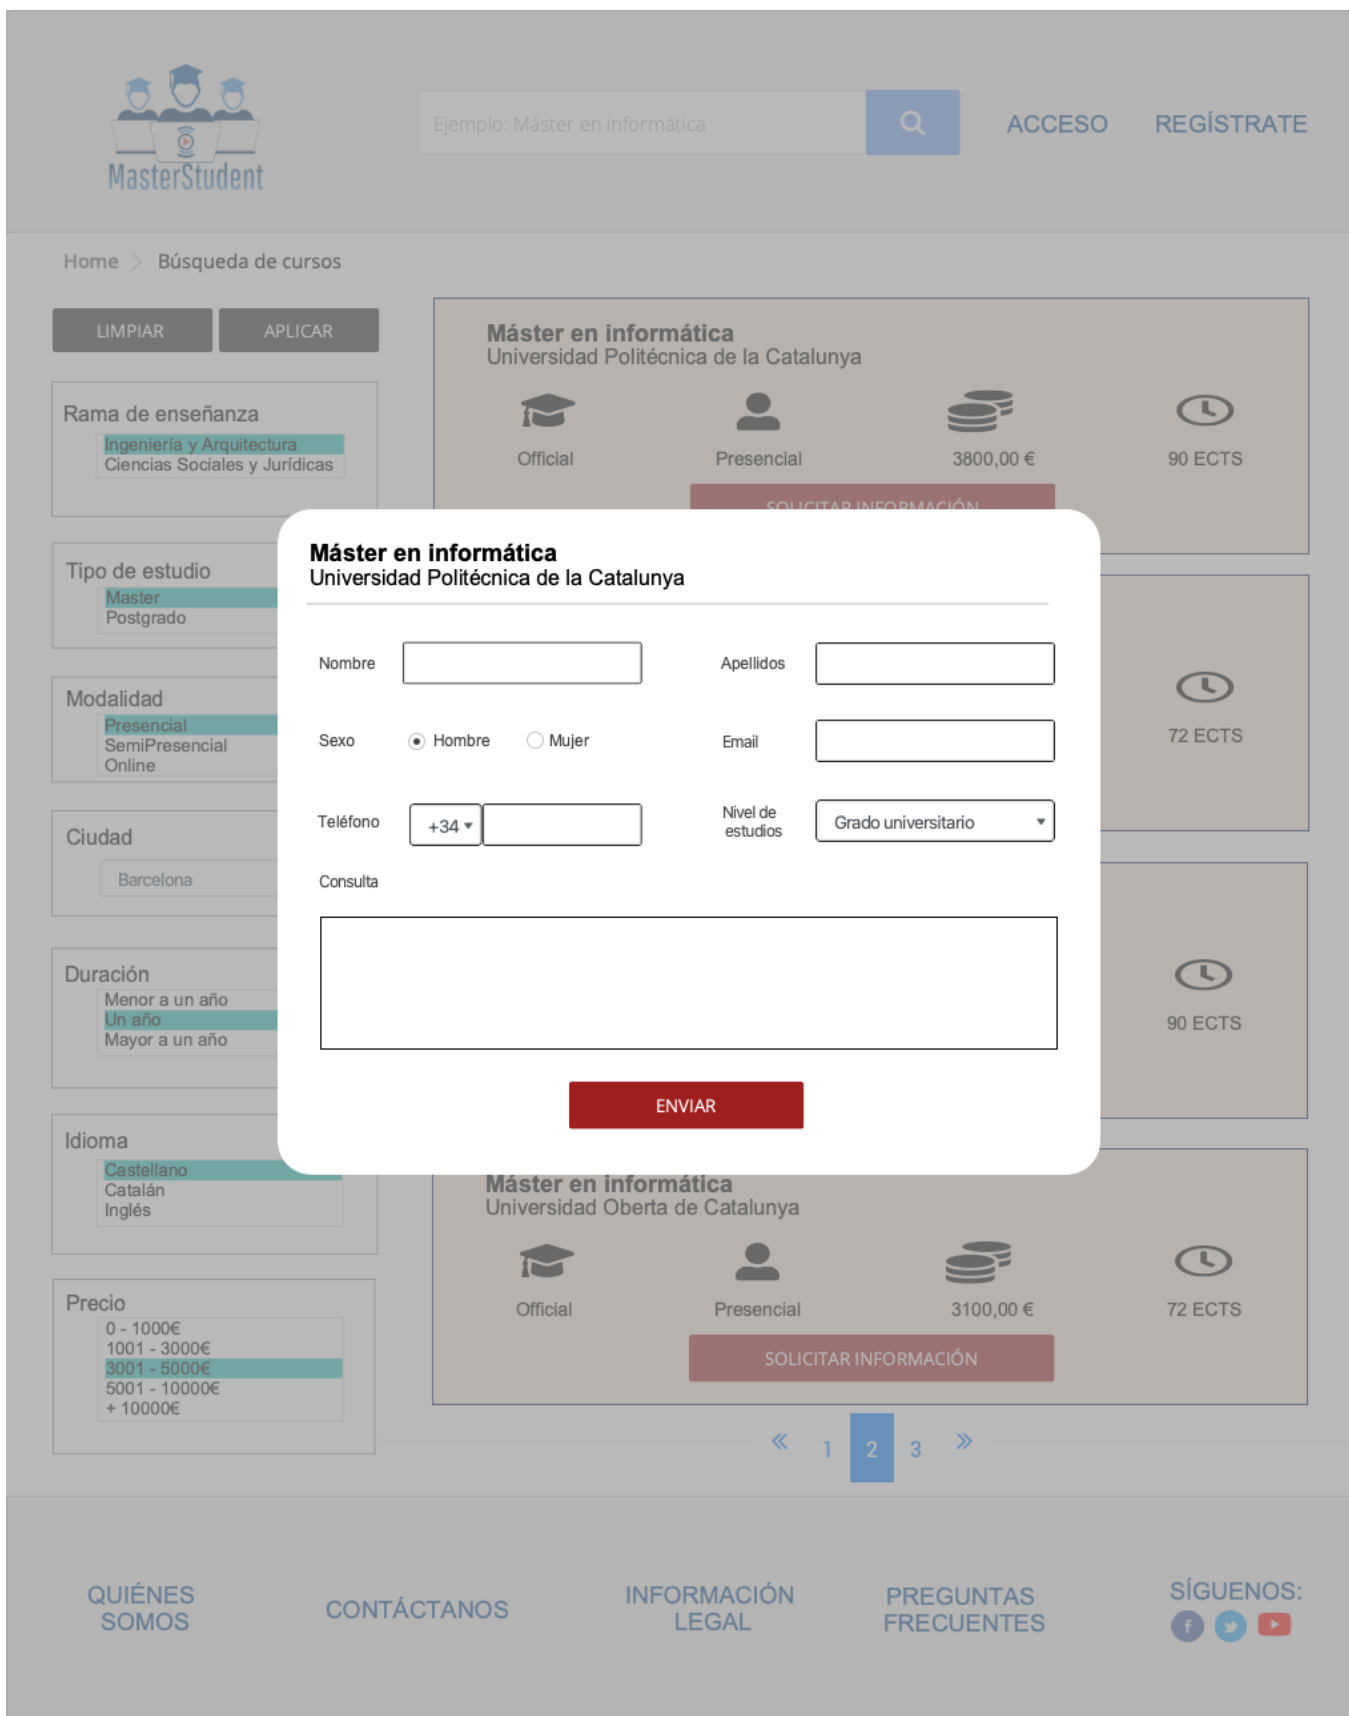 MasterStudent
Ejemplo: Máster en informática
ACCESO
REGÍSTRATE
Home
Búsqueda de cursos
LIMPIAR
APLICAR
Rama de enseñanza
Ingeniería y Arquitectura
Ciencias Sociales y Jurídicas
Tipo de estudio
Master
Postgrado
Modalidad
Presencial
SemiPresencial
Online
Ciudad
Barcelona
Duración
Menor a un año
Un año
Mayor a un año
Idioma
Castellano
Catalán
Inglés
Precio
0 - 1000€
1001 - 3000€
3001 - 5000€
5001 - 10000€
+ 10000€
Máster en informática
Universidad Politécnica de la Catalunya
Official
Presencial
3800,00 €
90 ECTS
SOLICITAR INFORMACIÓN
72 ECTS
90 ECTS
Máster en informática
Universidad Politécnica de la Catalunya
Nombre
Apellidos
Sexo
Hombre
Mujer
Email
Teléfono
+34
Nivel de
estudios
Grado universitario
Consulta
ENVIAR
Máster en informática
Universidad Oberta de Catalunya
Official
Presencial
3100,00 €
72 ECTS
SOLICITAR INFORMACIÓN
« 1 2 3 »
QUIÉNES
SOMOS
CONTÁCTANOS
INFORMACIÓN
LEGAL
PREGUNTAS
FRECUENTES
SÍGUENOS: